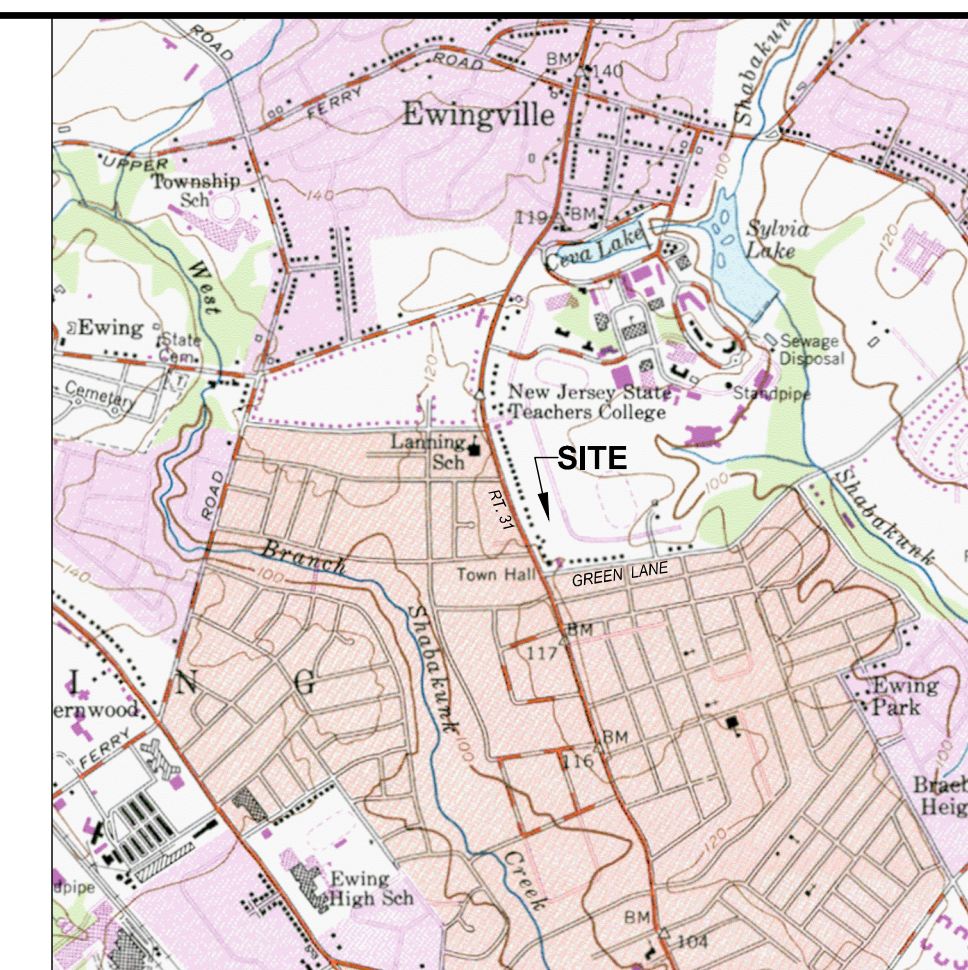 ROAD
Shabakunk
ROAD
BM
140
FERRY
Ewingville
UPPER
Township
Sch
140
100
119
BM
Ceva Lake
Sylvia
Lake
120
West
Ewing
State
Cem
Sewage
Disposal
Cemetary
120
New Jersey State
Teachers College
Standpipe
Lanning
Sch
SITE
ROAD
RT. 31
100
Shabakunk
Branch
100
140
Town Hall
GREEN LANE
Shabakunk
BM
117
I N G
ernwood
Ewing
Park
FERRY
100
BM
116
100
Braeb
Heig
120
Creek
Ewing
High Sch
dpipe
BM
104